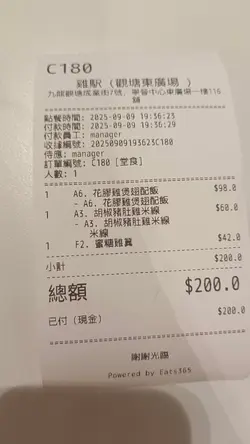 C180
雞駅 (觀塘東廣場 )
九龍觀塘成業街7號, 寧晉中心東廣場一樓116
舖
點餐時間: 2025-09-09 19:36:23
付款時間: 2025-09-09 19:36:29
付款員工: manager
收據編號: 20250909193623C180
侍應: manager
訂單編號: C180 [堂食]
人數: 1
1 A6. 花膠雞煲翅配飯 $98.0
- A6. 花膠雞煲翅配飯
1 A3. 胡椒豬肚雞米線 $60.0
- A3. 胡椒豬肚雞米線
米線
1 F2. 蜜糖雞翼 $42.0
小計 $200.0
總額 $200.0
已付 (現金) $200.0
謝謝光臨
Powered by Eats365